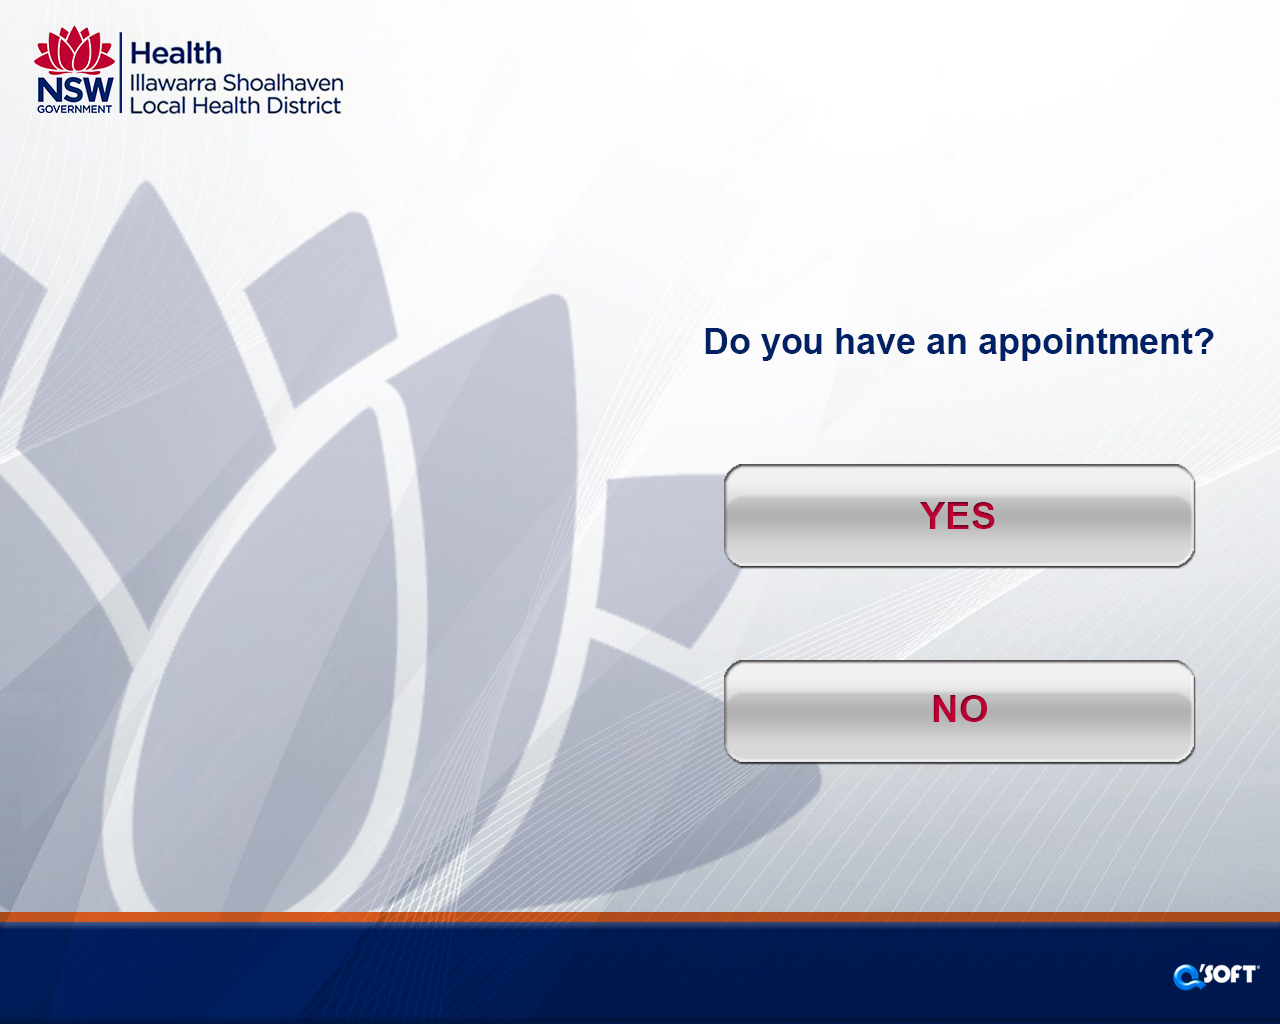 NSW
GOVERNMENT
Health
Illawarra Shoalhaven
Local Health District
Do you have an appointment?
YES
NO
Q'SOFT